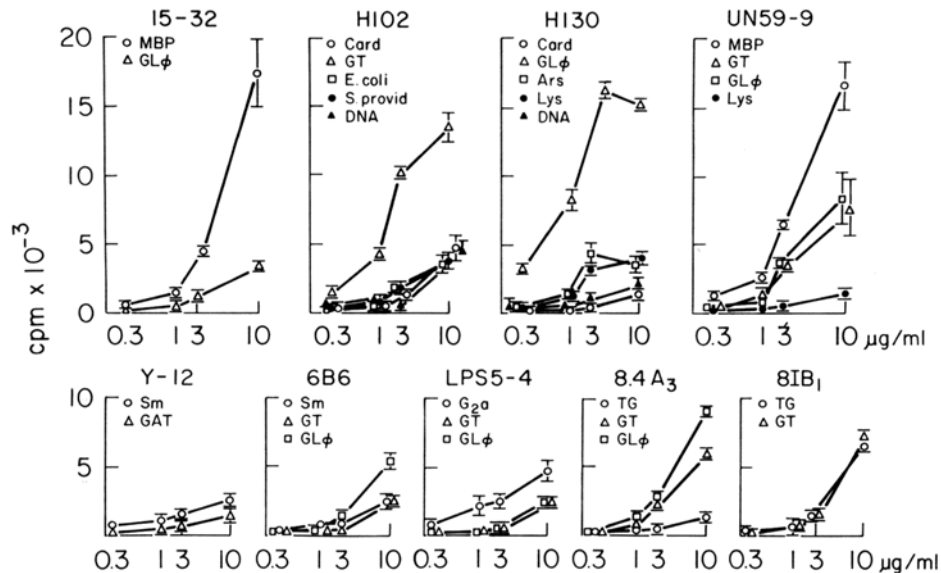 15-32 H102 H130 UN59-9
20
15
10
5
0
cpm x 10⁻³
MBP
GLϕ
Card
GT
E. coli
S. provid
DNA
Card
GLϕ
Ars
Lys
DNA
MBP
GT
GLϕ
Lys
0.3 1 3 10 0.3 1 3 10 0.3 1 3 10 0.3 1 3 10 μg/ml
Y-12 6B6 LPS5-4 8.4A₃ 8IB₁
10
5
0
Sm
GAT
Sm
GT
GLϕ
G₂a
GT
GLϕ
TG
GT
GLϕ
TG
GT
0.3 1 3 10 0.3 1 3 10 0.3 1 3 10 0.3 1 3 10 0.3 1 3 10 μg/ml